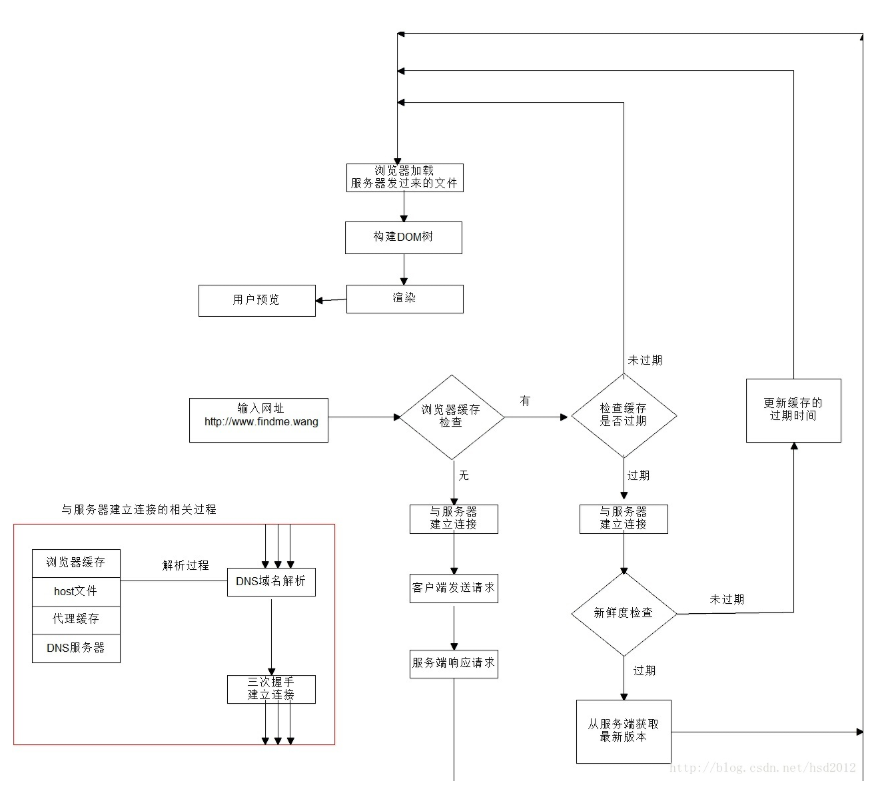 浏览器加载
服务器发过来的文件
构建DOM树
用户预览
渲染
未过期
输入网址
http://www.findme.wang
浏览器缓存
检查
有
检查缓存
是否过期
更新缓存的
过期时间
无
过期
与服务器
建立连接
与服务器
建立连接
与服务器建立连接的相关过程
浏览器缓存
host文件
代理缓存
DNS服务器
解析过程
DNS域名解析
三次握手
建立连接
客户端发送请求
服务端响应请求
新鲜度检查
未过期
过期
从服务端获取
最新版本
http://blog.csdn.net/hsd2012